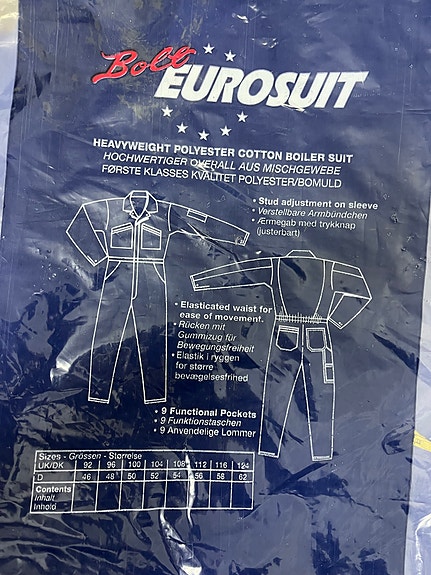 Bolt
EUROSUIT
HEAVYWEIGHT POLYESTER COTTON BOILER SUIT
HOCHWERTIGER OVERALL AUS MISCHGEWEBE
FØRSTE KLASSES KVALITET POLYESTER/BOMULD
• Stud adjustment on sleeve
• Verstellbare Armbündchen
• Ærmegab med trykknap
(justerbart)
• Elasticated waist for
ease of movement.
• Rücken mit
Gummizug für
Bewegungsfreiheit
• Elastik i ryggen
for større
bevægelsesfrihed
• 9 Functional Pockets
• 9 Funktionstaschen
• 9 Anvendelige Lommer
Sizes - Grössen - Størrelse
UK/DK 92 96 100 104 108 112 116 124
D 46 48 50 52 54 56 58 62
Contents
Inhalt
Inhold